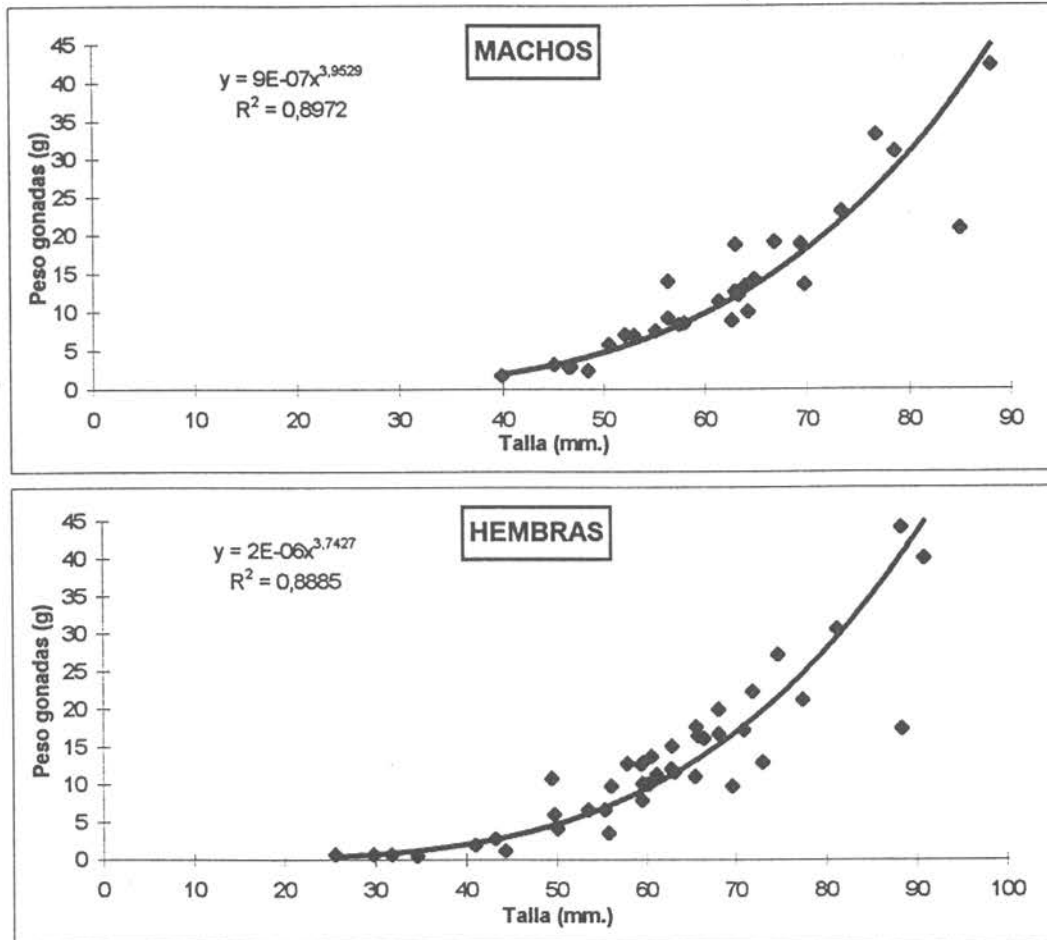 MACHOS
y = 9E-07x^3,9529
R² = 0,8972
Peso gonadas (g)
45
40
35
30
25
20
15
10
5
0
0 10 20 30 40 50 60 70 80 90
Talla (mm.)
HEMBRAS
y = 2E-06x^3,7427
R² = 0,8885
Peso gonadas (g)
45
40
35
30
25
20
15
10
5
0
0 10 20 30 40 50 60 70 80 90 100
Talla (mm.)